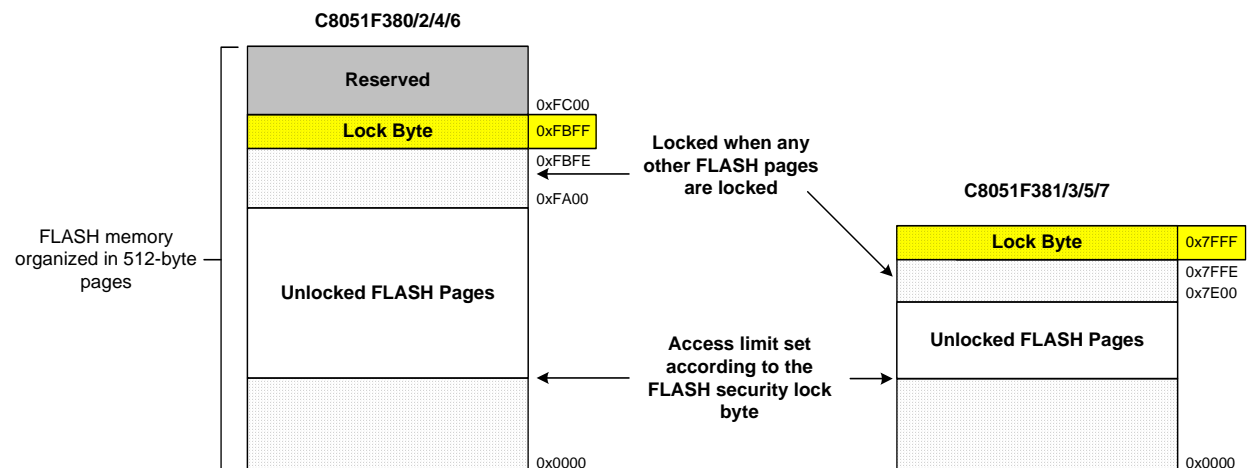 C8051F380/2/4/6
Reserved
0xFC00
Lock Byte
0xFBFF
0xFBFE
0xFA00
FLASH memory
organized in 512-byte
pages
Unlocked FLASH Pages
0x0000
Locked when any
other FLASH pages
are locked
Access limit set
according to the
FLASH security lock
byte
C8051F381/3/5/7
Lock Byte
0x7FFF
0x7FFE
0x7E00
Unlocked FLASH Pages
0x0000